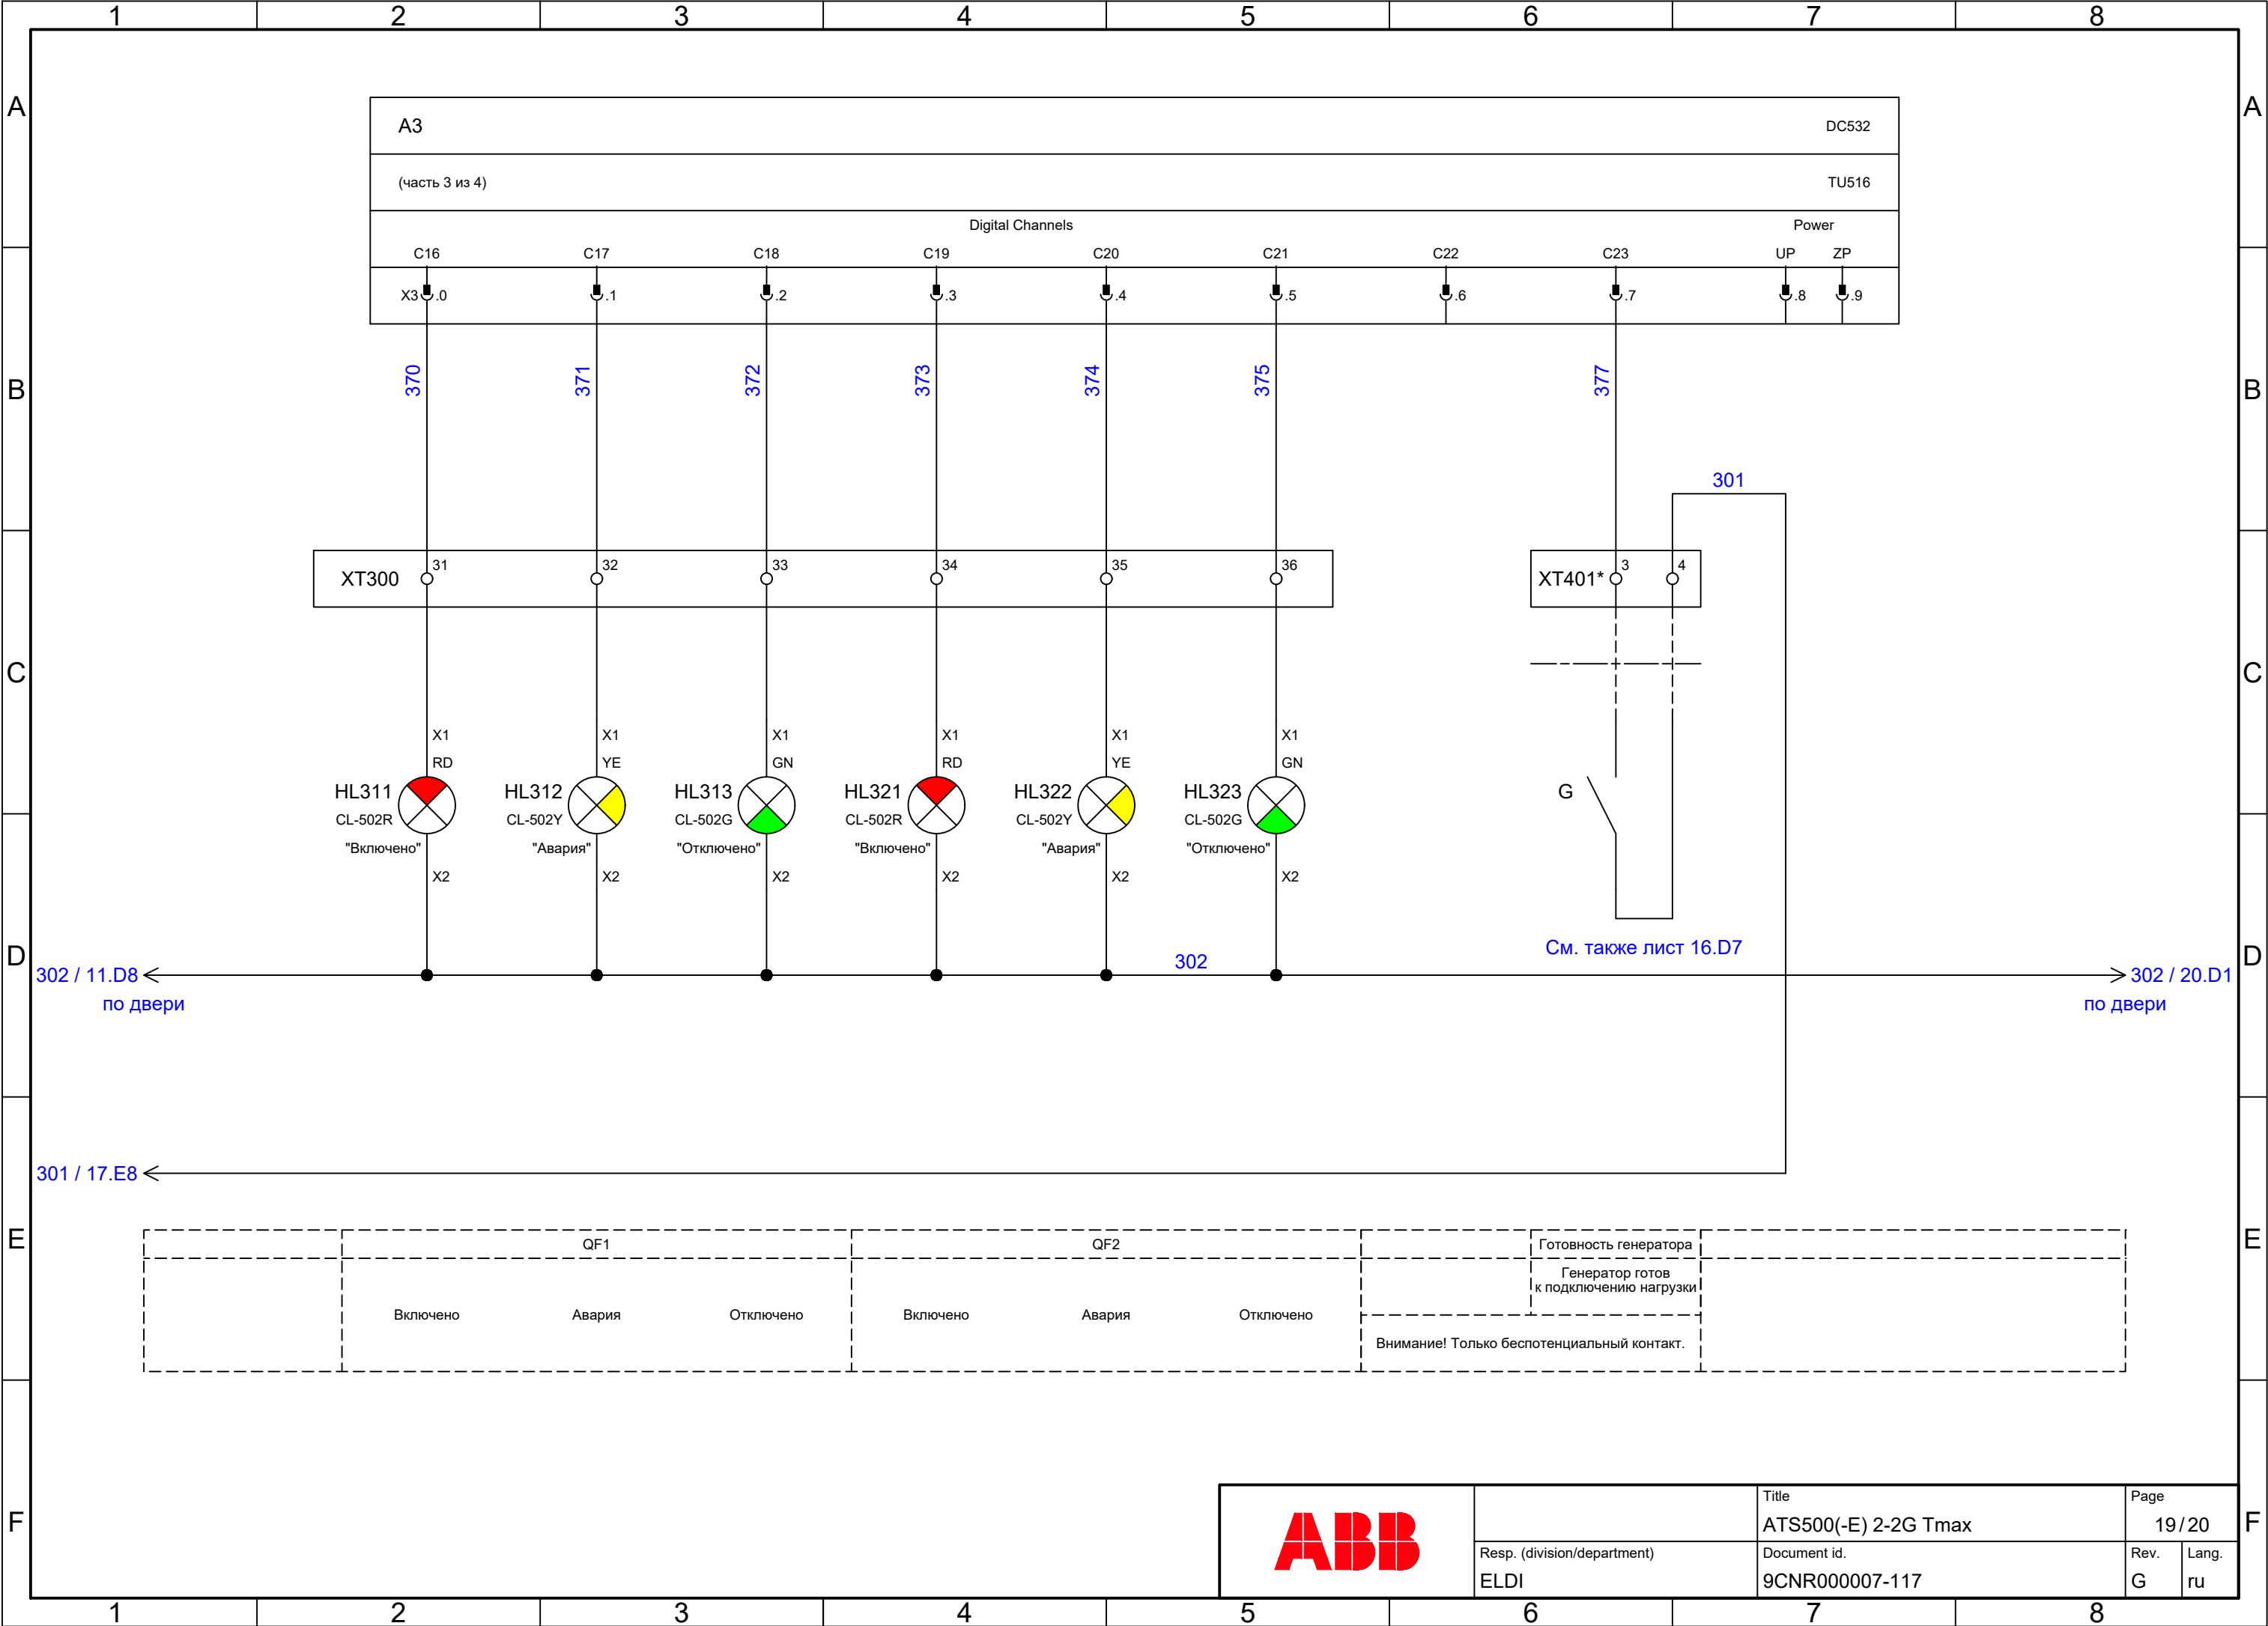 1 2 3 4 5 6 7 8
A A
A3 DC532
(часть 3 из 4) TU516
Digital Channels Power
C16 C17 C18 C19 C20 C21 C22 C23 UP ZP
X3 .0 .1 .2 .3 .4 .5 .6 .7 .8 .9
B B
370 371 372 373 374 375 377
301
XT300 31 32 33 34 35 36 XT401* 3 4
C C
X1 X1 X1 X1 X1 X1
RD YE GN RD YE GN
HL311 HL312 HL313 HL321 HL322 HL323 G
CL-502R CL-502Y CL-502G CL-502R CL-502Y CL-502G
"Включено" "Авария" "Отключено" "Включено" "Авария" "Отключено"
X2 X2 X2 X2 X2 X2
См. также лист 16.D7
D D
302 / 11.D8 302 302 / 20.D1
по двери по двери
301 / 17.E8
E E
QF1 QF2 Готовность генератора
Генератор готов
к подключению нагрузки
Включено Авария Отключено Включено Авария Отключено
Внимание! Только беспотенциальный контакт.
F F
ABB
Title
ATS500(-E) 2-2G Tmax
Page
19/20
Resp. (division/department)
ELDI
Document id.
9CNR000007-117
Rev.
G
Lang.
ru
1 2 3 4 5 6 7 8